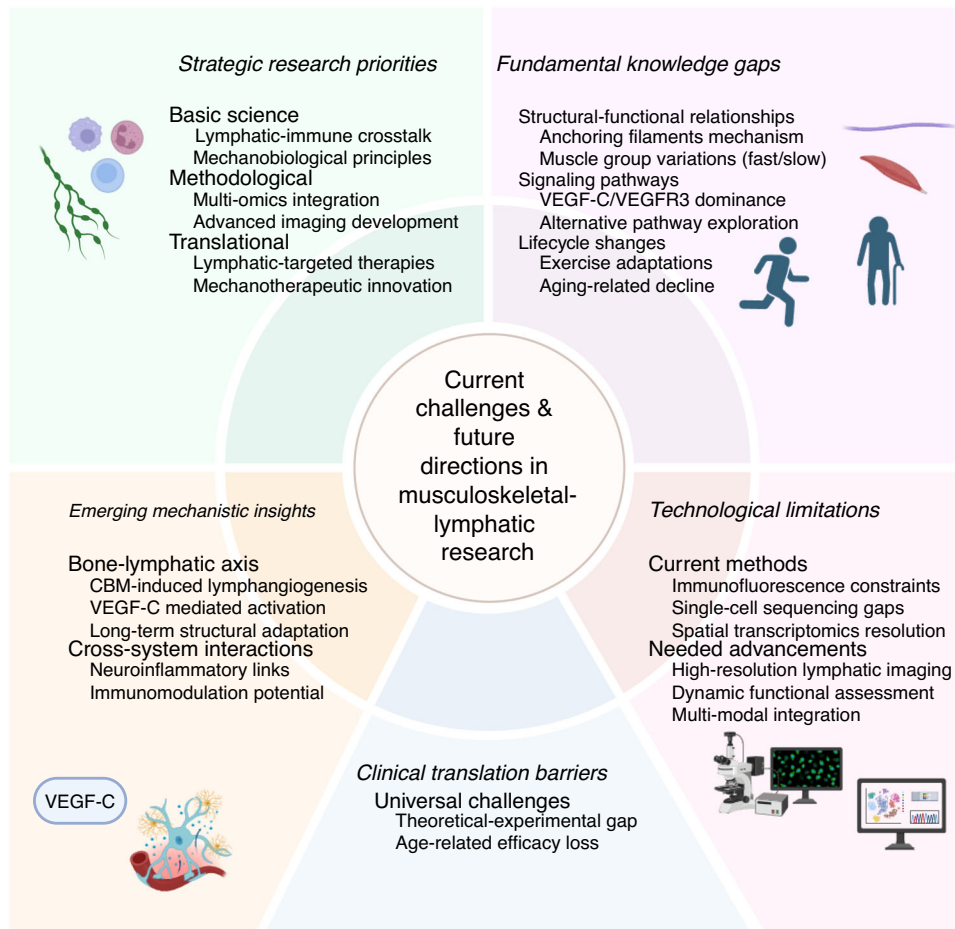 Strategic research priorities
Basic science
Lymphatic-immune crosstalk
Mechanobiological principles
Methodological
Multi-omics integration
Advanced imaging development
Translational
Lymphatic-targeted therapies
Mechanotherapeutic innovation
Fundamental knowledge gaps
Structural-functional relationships
Anchoring filaments mechanism
Muscle group variations (fast/slow)
Signaling pathways
VEGF-C/VEGFR3 dominance
Alternative pathway exploration
Lifecycle shanges
Exercise adaptations
Aging-related decline
Current
challenges &
future
directions in
musculoskeletal-
lymphatic
research
Emerging mechanistic insights
Bone-lymphatic axis
CBM-induced lymphangiogenesis
VEGF-C mediated activation
Long-term structural adaptation
Cross-system interactions
Neuroinflammatory links
Immunomodulation potential
VEGF-C
Technological limitations
Current methods
Immunofluorescence constraints
Single-cell sequencing gaps
Spatial transcriptomics resolution
Needed advancements
High-resolution lymphatic imaging
Dynamic functional assessment
Multi-modal integration
Clinical translation barriers
Universal challenges
Theoretical-experimental gap
Age-related efficacy loss